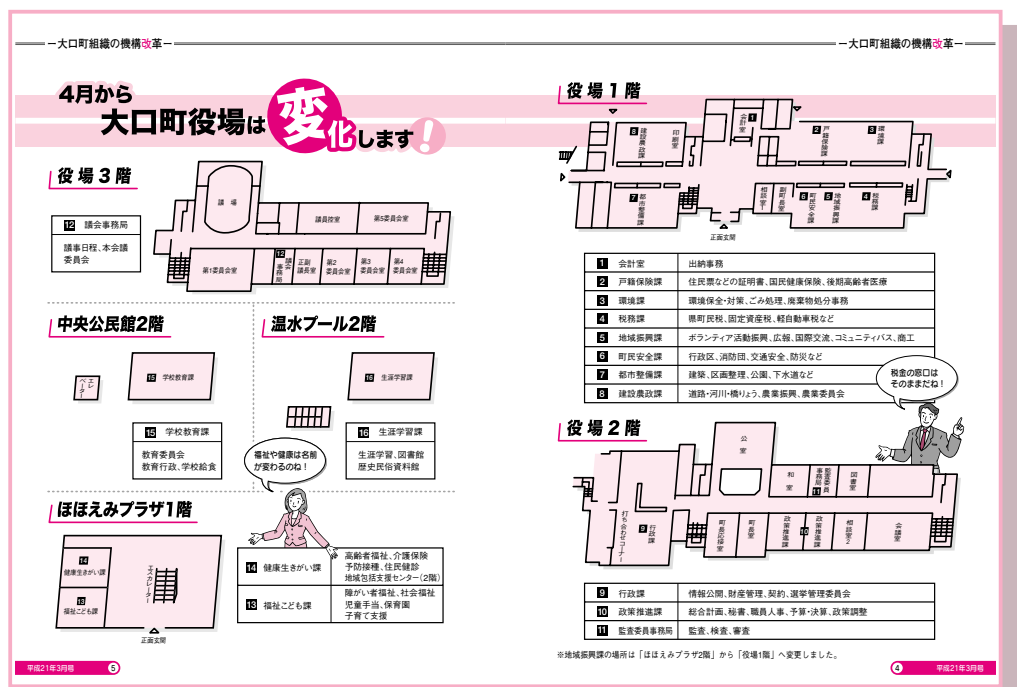 ー大口町組織の機構改革ー
ー大口町組織の機構改革ー
4月から
大口町役場は変化します！
役場3階
12 議会事務局
議事日程、本会議
委員会
議場
議員控室
第5委員会室
第1委員会室
12 議会事務局
正副
議長室
第2
委員会室
第3
委員会室
第4
委員会室
中央公民館2階
エレベーター
15 学校教育課
15 学校教育課
教育委員会
教育行政、学校給食
温水プール2階
16 生涯学習課
16 生涯学習課
生涯学習、図書館
歴史民俗資料館
福祉や健康は名前
が変わるのね！
ほほえみプラザ1階
14
健康生きがい課
13
福祉こども課
エスカレーター
正面玄関
14 健康生きがい課
高齢者福祉、介護保険
予防接種、住民健診
地域包括支援センター（2階）
13 福祉こども課
障がい者福祉、社会福祉
児童手当、保育園
子育て支援
平成21年3月号 5
役場1階
8 建設農政課
印刷室
会計室 1
2 戸籍保険課
3 環境課
7 都市整備課
相談室1
副町長室
6 町民安全課
5 地域振興課
4 税務課
正面玄関
1 会計室 出納事務
2 戸籍保険課 住民票などの証明書、国民健康保険、後期高齢者医療
3 環境課 環境保全・対策、ごみ処理、廃棄物処分事務
4 税務課 県町民税、固定資産税、軽自動車税など
5 地域振興課 ボランティア活動振興、広報、国際交流、コミュニティバス、商工
6 町民安全課 行政区、消防団、交通安全、防災など
7 都市整備課 建築、区画整理、公園、下水道など
8 建設農政課 道路・河川・橋りょう、農業振興、農業委員会
税金の窓口は
そのままだね！
役場2階
公室
和室
監査委員事務局
11
図書室
打ち合わせコーナー
9 行政課
町長応接室
町長室
政策推進課
10
政策推進課
相談室2
会議室
9 行政課 情報公開、財産管理、契約、選挙管理委員会
10 政策推進課 総合計画、秘書、職員人事、予算・決算、政策調整
11 監査委員事務局 監査、検査、審査
※地域振興課の場所は「ほほえみプラザ2階」から「役場1階」へ変更しました。
4 平成21年3月号